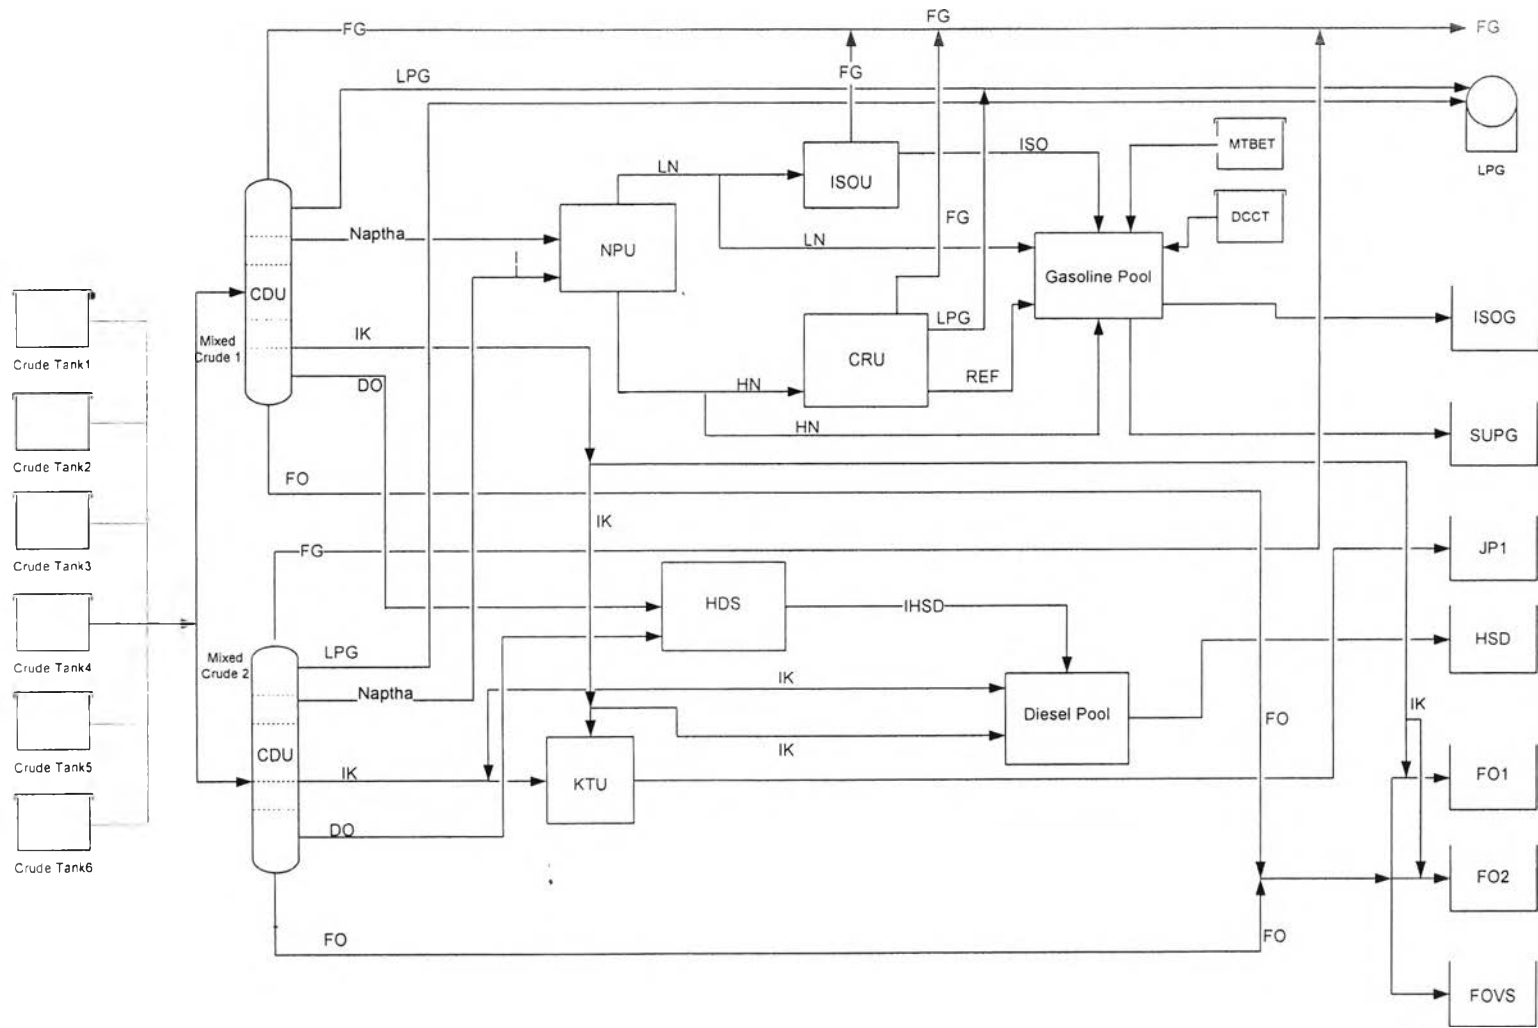 FG
FG
FG
LPG
FG
MTBET
LPG
LN
ISO
ISOU
DCCT
Naptha
FG
NPU
LN
Gasoline Pool
CDU
ISOG
Mixed
Crude 1
IK
LPG
CRU
Crude Tank1
DO
HN
REF
HN
SUPG
Crude Tank2
FO
IK
FG
JP1
Crude Tank3
HDS
IHSD
HSD
Mixed
Crude 2
LPG
Crude Tank4
Naptha
IK
Diesel Pool
FO
IK
CDU
IK
IK
KTU
FO1
Crude Tank5
DO
Crude Tank6
FO2
FO
FO
FOVS